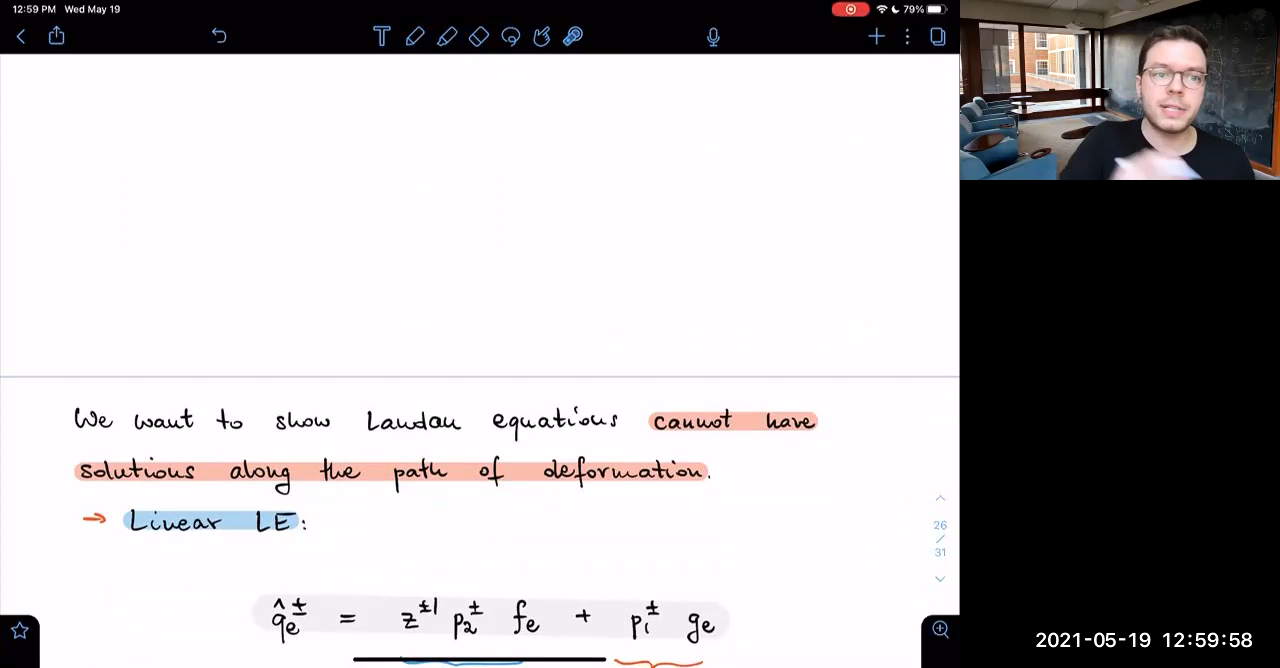 12:59 PM Wed May 19
79%
We want to show Landau equations cannot have
solutions along the path of deformation.
→ Linear LE:
26
/
31
q̂ₑ^± = z^{±1} p₂^± fₑ + p₁^± gₑ
2021-05-19 12:59:58